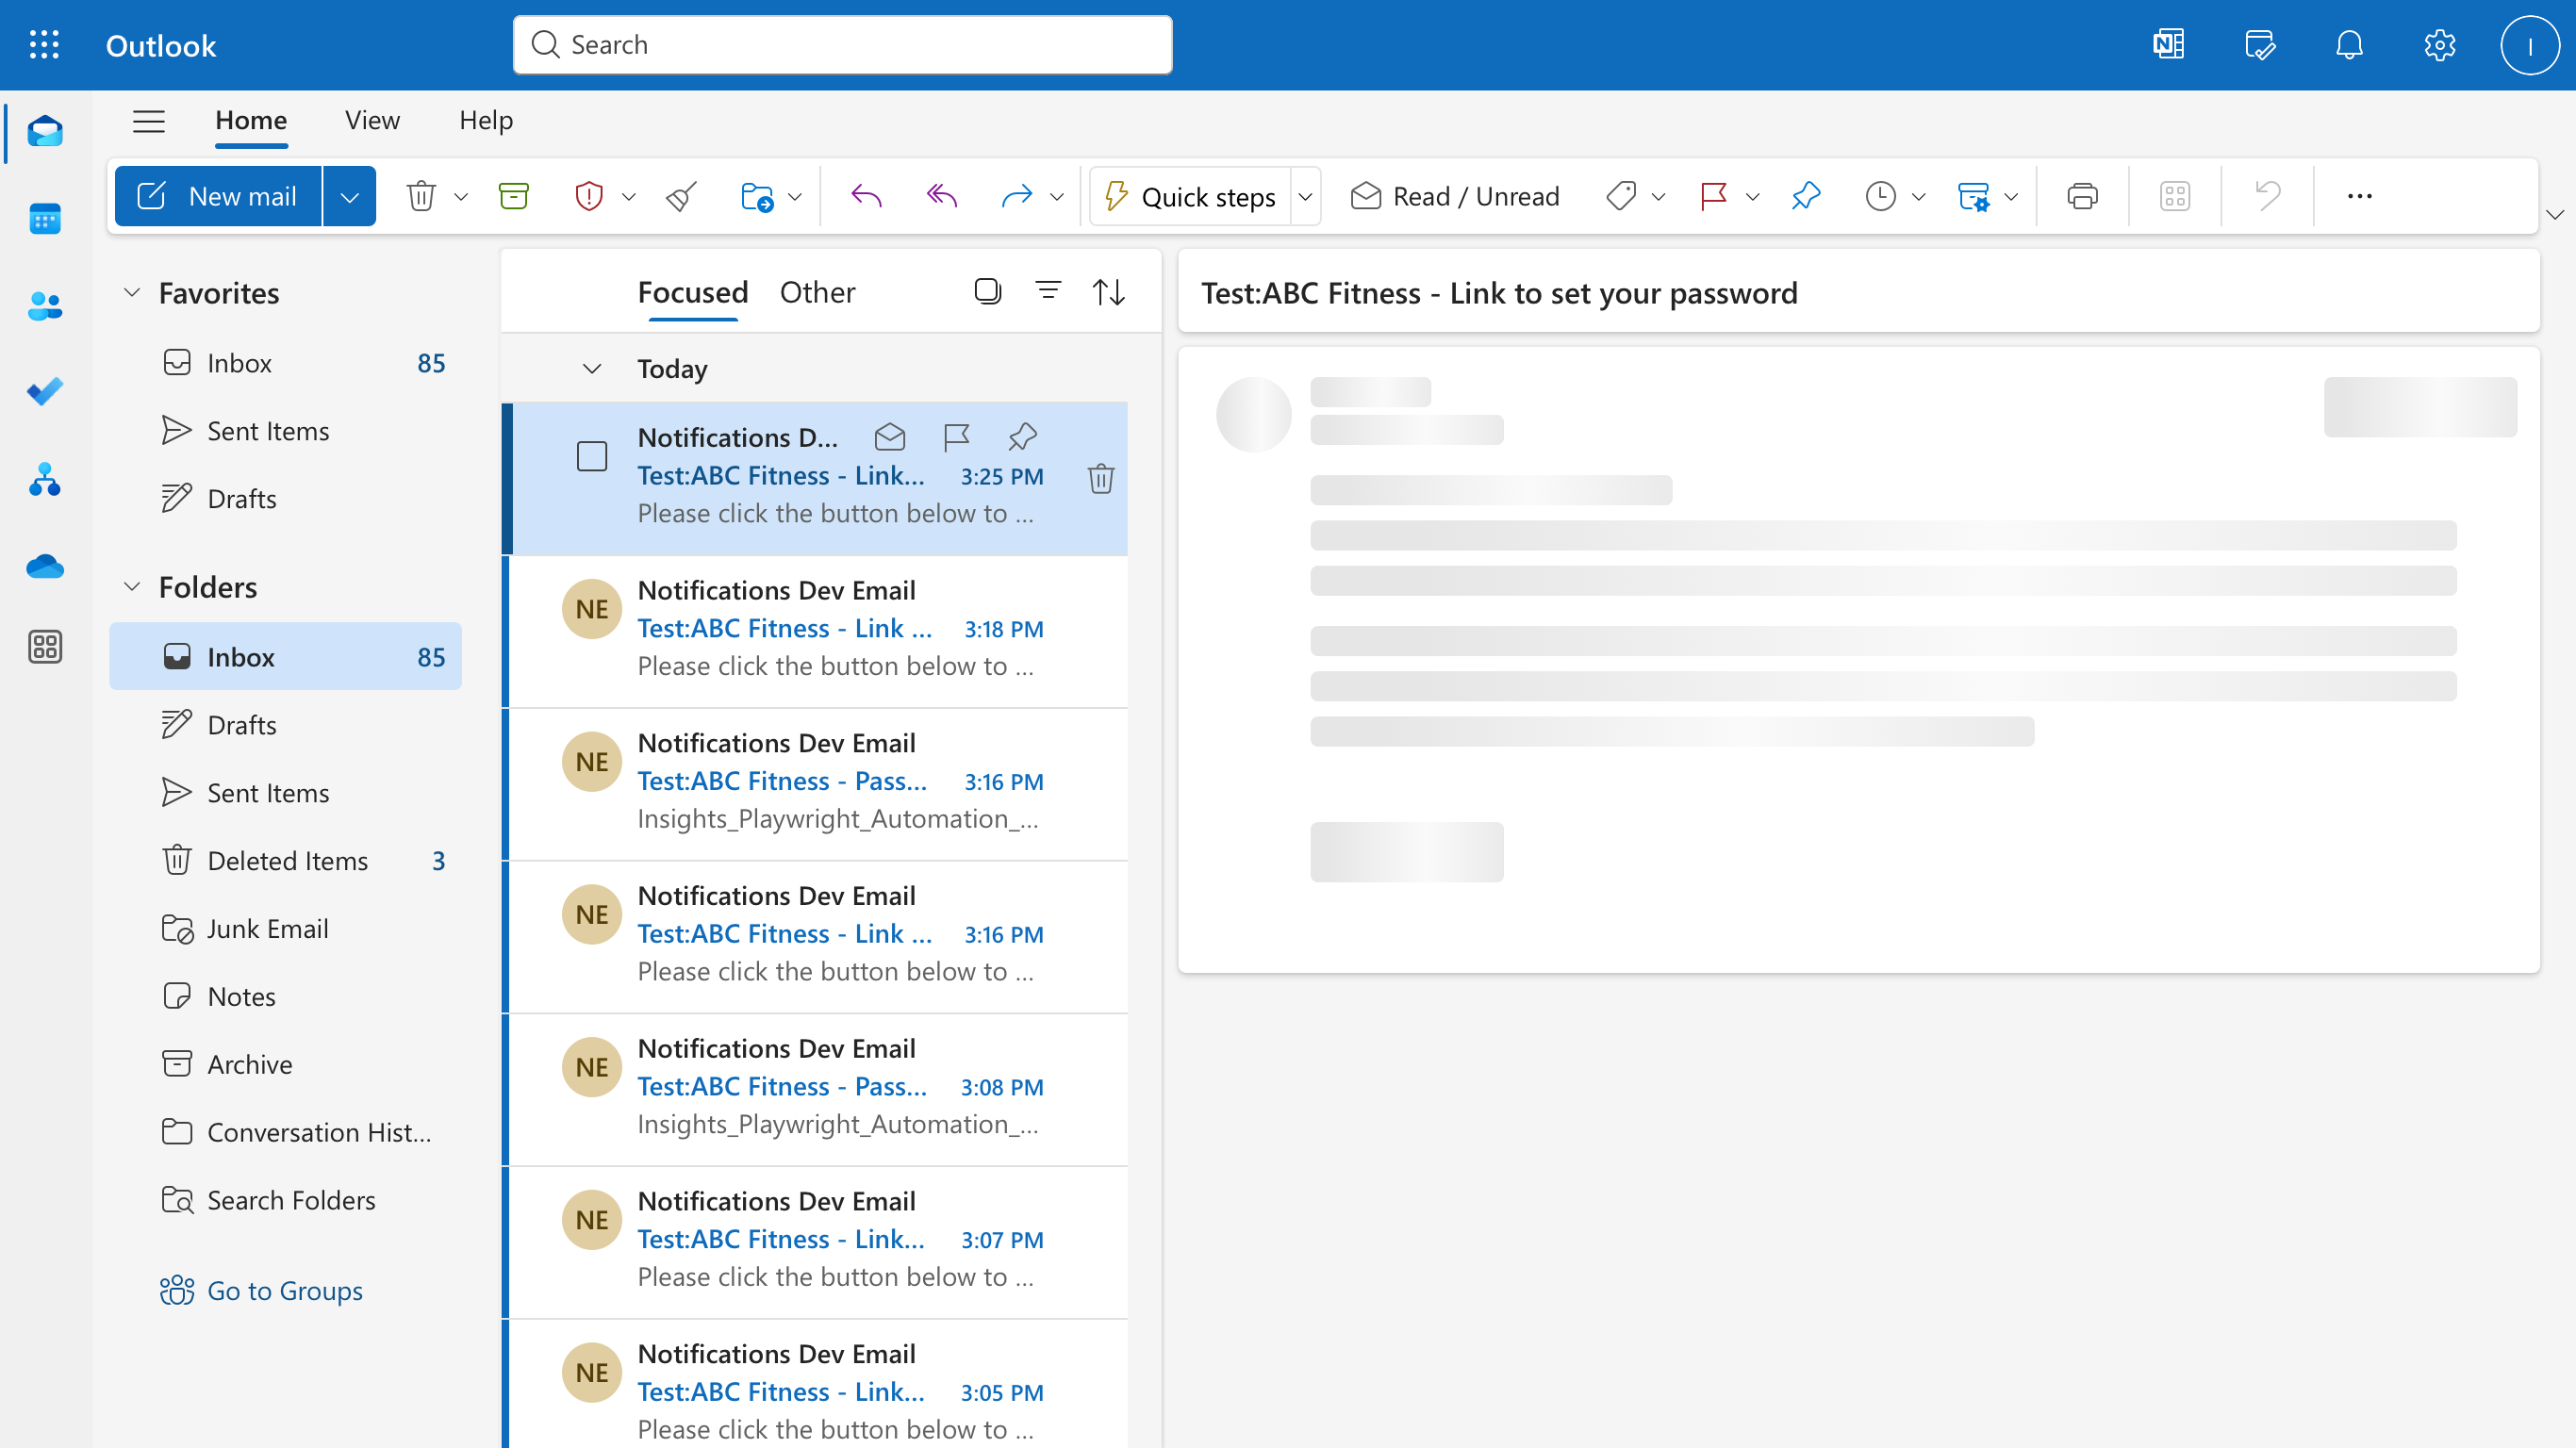 Outlook
Search
Home
View
Help
New mail
Quick steps
Read / Unread
Favorites
Inbox
85
Sent Items
Drafts
Folders
Inbox
85
Drafts
Sent Items
Deleted Items
3
Junk Email
Notes
Archive
Conversation Hist...
Search Folders
Go to Groups
Focused
Other
Today
Notifications D...
Test:ABC Fitness - Link...
3:25 PM
Please click the button below to ...
NE
Notifications Dev Email
Test:ABC Fitness - Link ...
3:18 PM
Please click the button below to ...
NE
Notifications Dev Email
Test:ABC Fitness - Pass...
3:16 PM
Insights_Playwright_Automation_...
NE
Notifications Dev Email
Test:ABC Fitness - Link ...
3:16 PM
Please click the button below to ...
NE
Notifications Dev Email
Test:ABC Fitness - Pass...
3:08 PM
Insights_Playwright_Automation_...
NE
Notifications Dev Email
Test:ABC Fitness - Link...
3:07 PM
Please click the button below to ...
NE
Notifications Dev Email
Test:ABC Fitness - Link...
3:05 PM
Please click the button below to ...
Test:ABC Fitness - Link to set your password